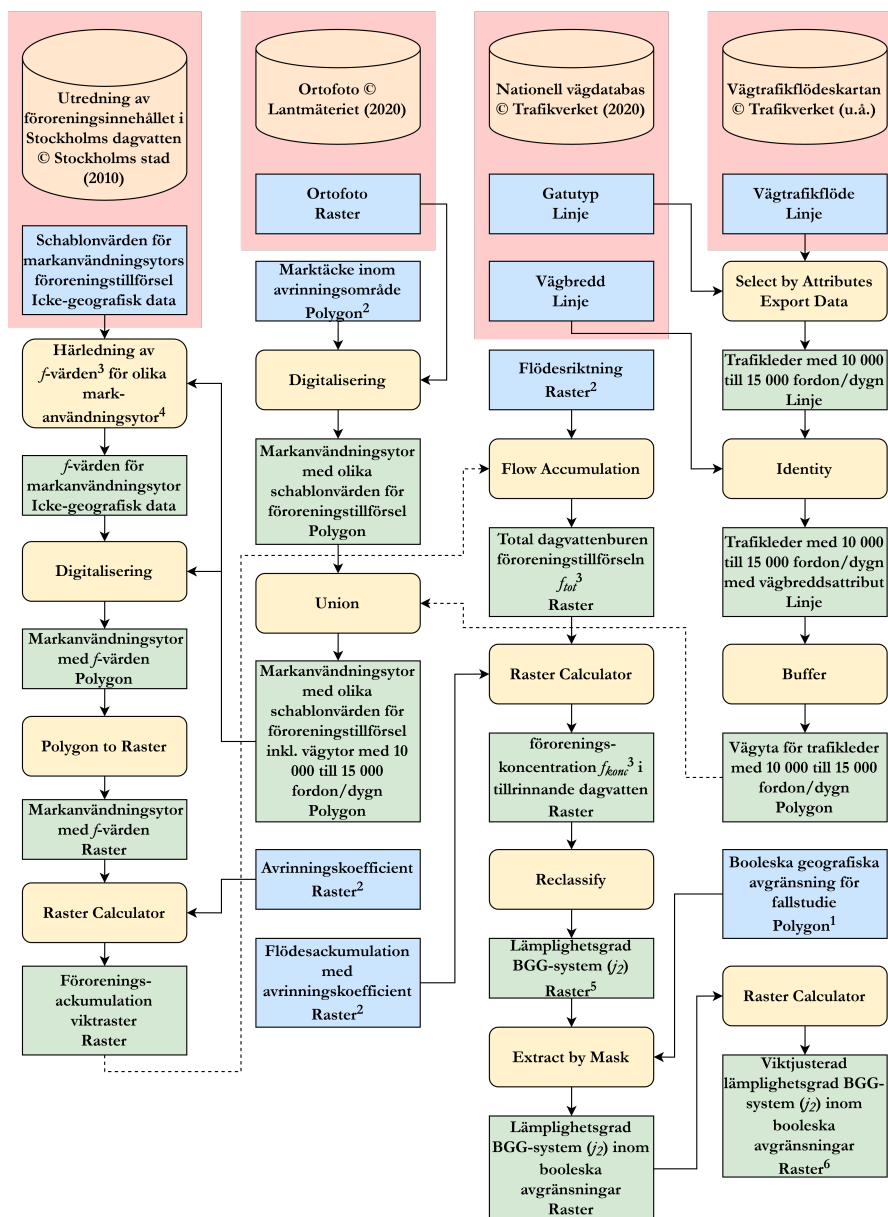 Utredning av
föroreningsinnehållet i
Stockholms dagvatten
© Stockholms stad
(2010)
Schablonvärden för
markanvändningsytors
föroreningstillförsel
Icke-geografisk data
Härledning av
f-värden³ för olika
mark-
användningsytor⁴
f-värden för
markanvändningsytor
Icke-geografisk data
Digitalisering
Markanvändningsytor
med f-värden
Polygon
Polygon to Raster
Markanvändningsytor
med f-värden
Raster
Raster Calculator
Förorenings-
ackumulation
viktraster
Raster
Ortofoto ©
Lantmäteriet (2020)
Ortofoto
Raster
Marktäcke inom
avrinningsområde
Polygon²
Digitalisering
Markanvändningsytor
med olika
schablonvärden för
föroreningstillförsel
Polygon
Union
Markanvändningsytor
med olika
schablonvärden för
föroreningstillförsel
inkl. vägytor med 10
000 till 15 000
fordon/dygn
Polygon
Avrinningskoefficient
Raster²
Flödesackumulation
med
avrinningskoefficient
Raster²
Nationell vägdatabas
© Trafikverket (2020)
Gatutyp
Linje
Vägbredd
Linje
Flödesriktning
Raster²
Flow Accumulation
Total dagvattenburen
föroreningstillförseln
ftot³
Raster
Raster Calculator
förorenings-
koncentration fkonc³ i
tillrinnande dagvatten
Raster
Reclassify
Lämplighetsgrad
BGG-system (j2)
Raster⁵
Extract by Mask
Lämplighetsgrad
BGG-system (j2) inom
booleska
avgränsningar
Raster
Vägtrafikflödeskartan
© Trafikverket (u.å.)
Vägtrafikflöde
Linje
Select by Attributes
Export Data
Trafikleder med 10 000
till 15 000 fordon/dygn
Linje
Identity
Trafikleder med 10 000
till 15 000 fordon/dygn
med vägbreddsattribut
Linje
Buffer
Vägyta för trafikleder
med 10 000 till 15 000
fordon/dygn
Polygon
Booleska geografiska
avgränsning för
fallstudie
Polygon¹
Raster Calculator
Viktjusterad
lämplighetsgrad BGG-
system (j2) inom
booleska
avgränsningar
Raster⁶